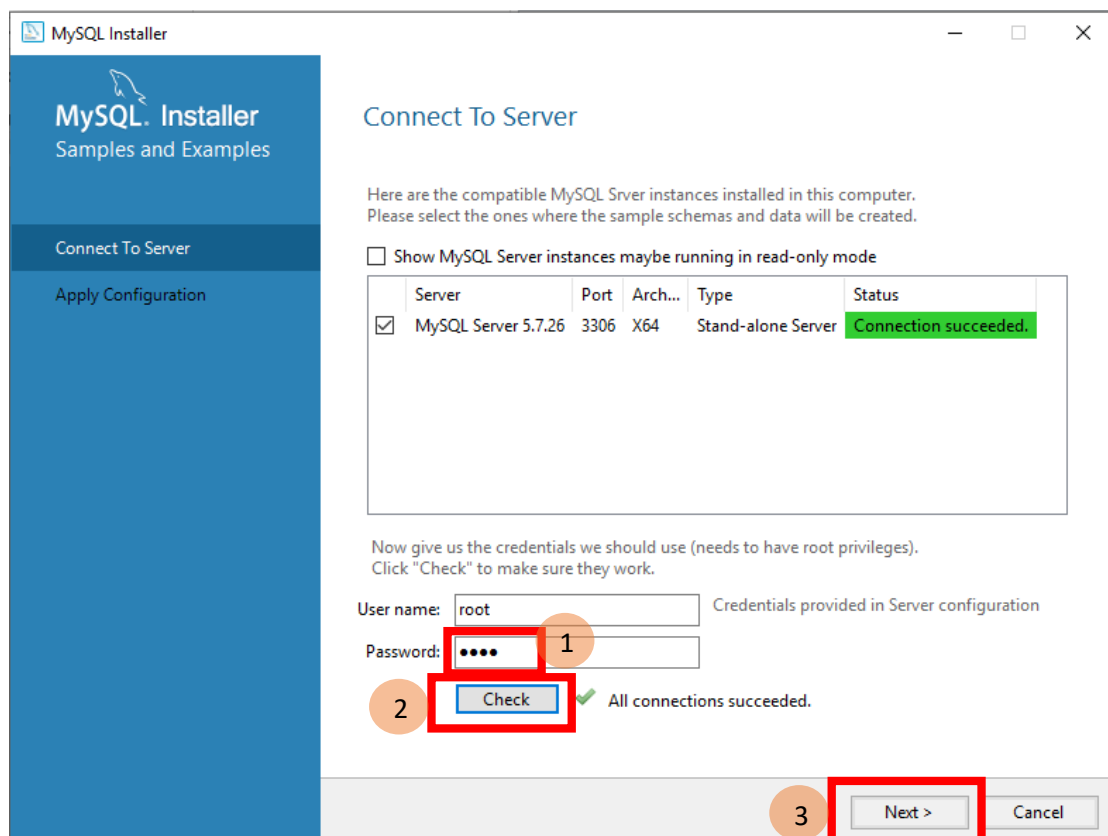 MySQL Installer
MySQL. Installer
Samples and Examples
Connect To Server
Apply Configuration
Connect To Server
Here are the compatible MySQL Srver instances installed in this computer.
Please select the ones where the sample schemas and data will be created.
Show MySQL Server instances maybe running in read-only mode
Server Port Arch... Type Status
MySQL Server 5.7.26 3306 X64 Stand-alone Server Connection succeeded.
Now give us the credentials we should use (needs to have root privileges).
Click "Check" to make sure they work.
User name: root Credentials provided in Server configuration
Password: •••• 1
2 Check All connections succeeded.
3 Next > Cancel